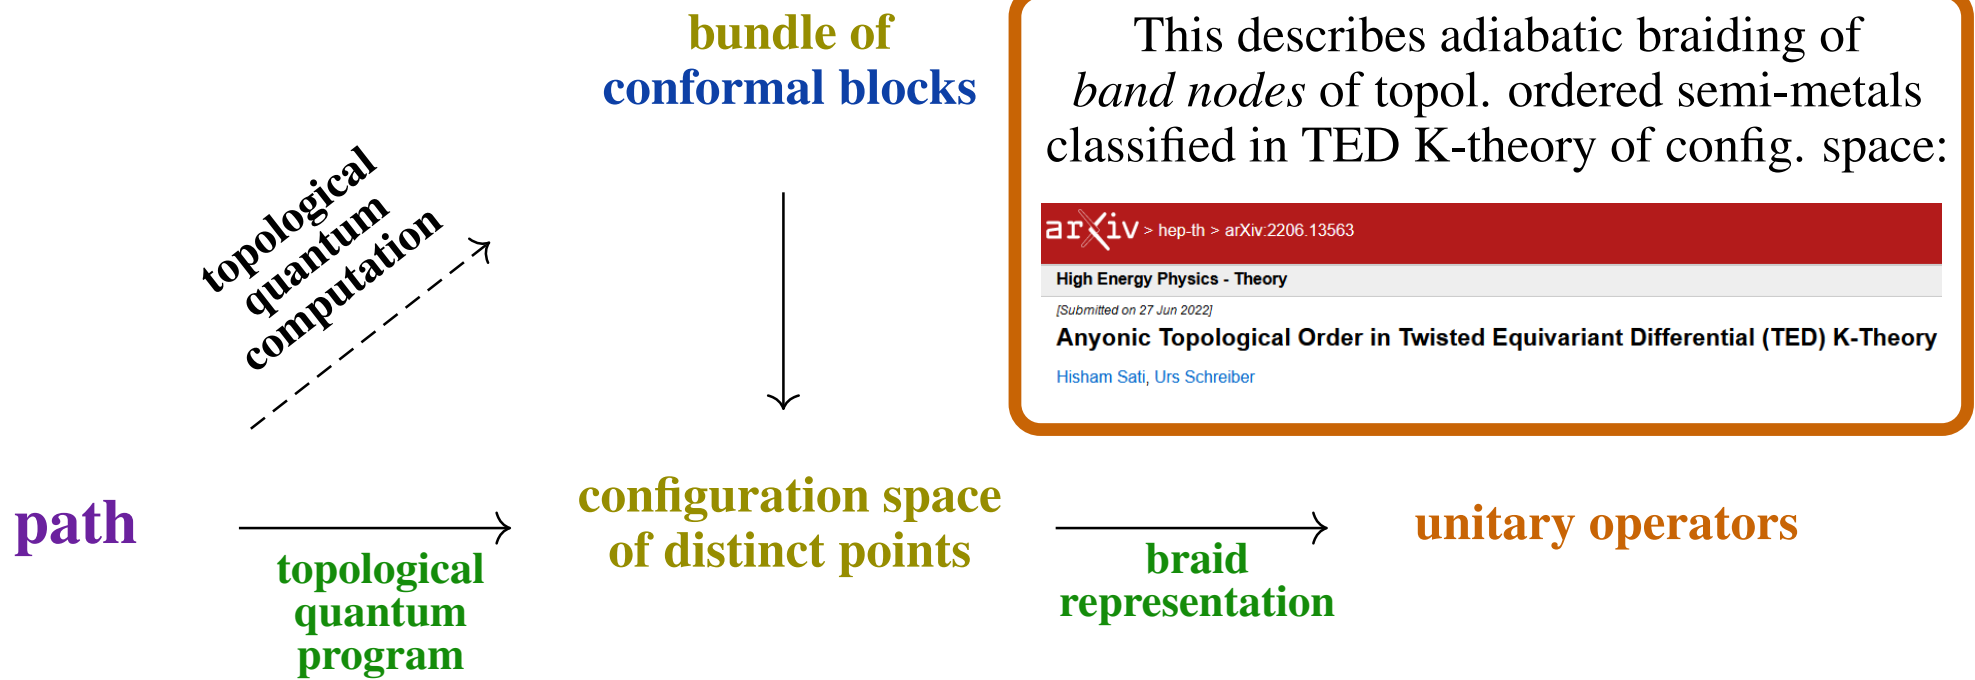 bundle of
conformal blocks
This describes adiabatic braiding of
band nodes of topol. ordered semi-metals
classified in TED K-theory of config. space:
arXiv > hep-th > arXiv:2206.13563
High Energy Physics - Theory
[Submitted on 27 Jun 2022]
Anyonic Topological Order in Twisted Equivariant Differential (TED) K-Theory
Hisham Sati, Urs Schreiber
topological
quantum
computation
path
topological
quantum
program
configuration space
of distinct points
braid
representation
unitary operators